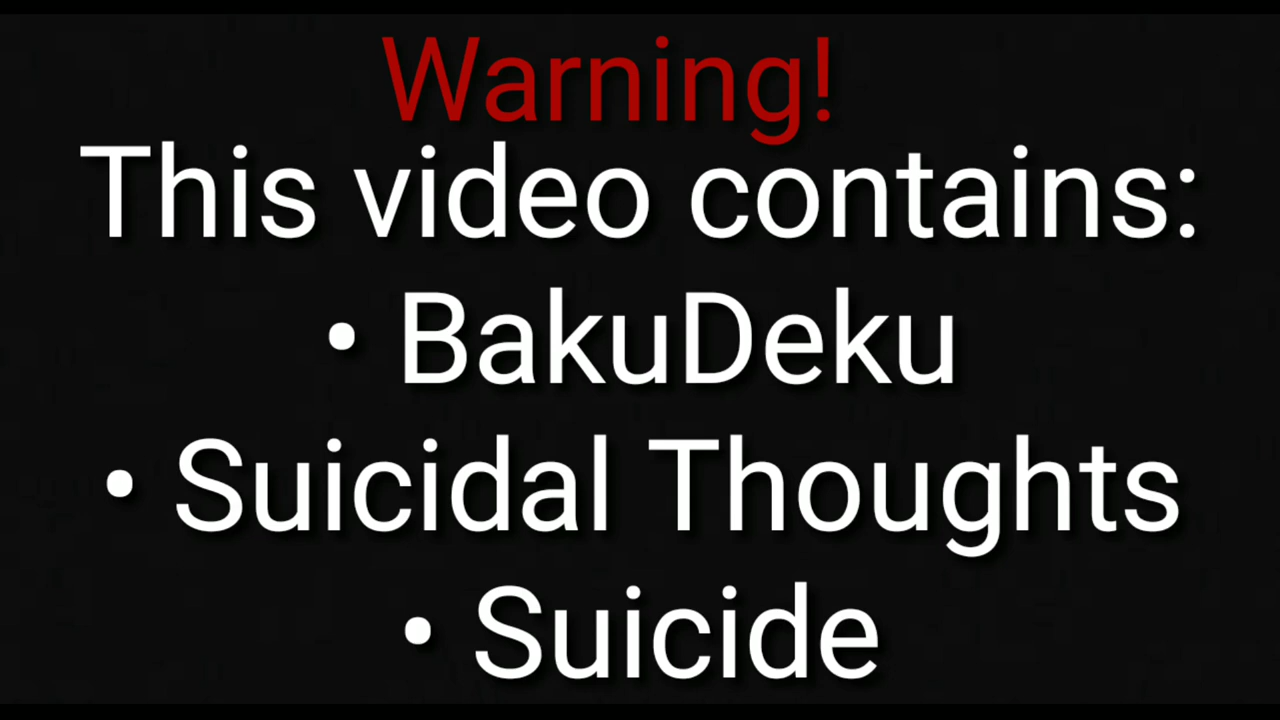 Warning!
This video contains:
• BakuDeku
• Suicidal Thoughts
• Suicide